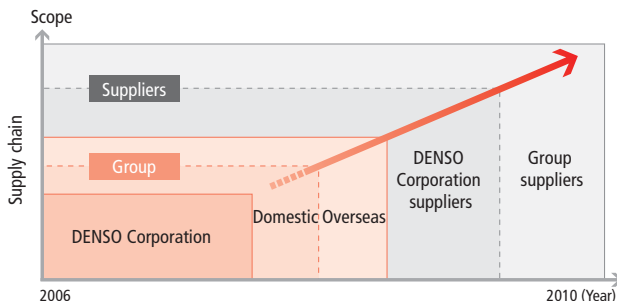 Scope
Supply chain
Suppliers
Group
DENSO Corporation
Domestic
Overseas
DENSO
Corporation
suppliers
Group
suppliers
2006
2010 (Year)